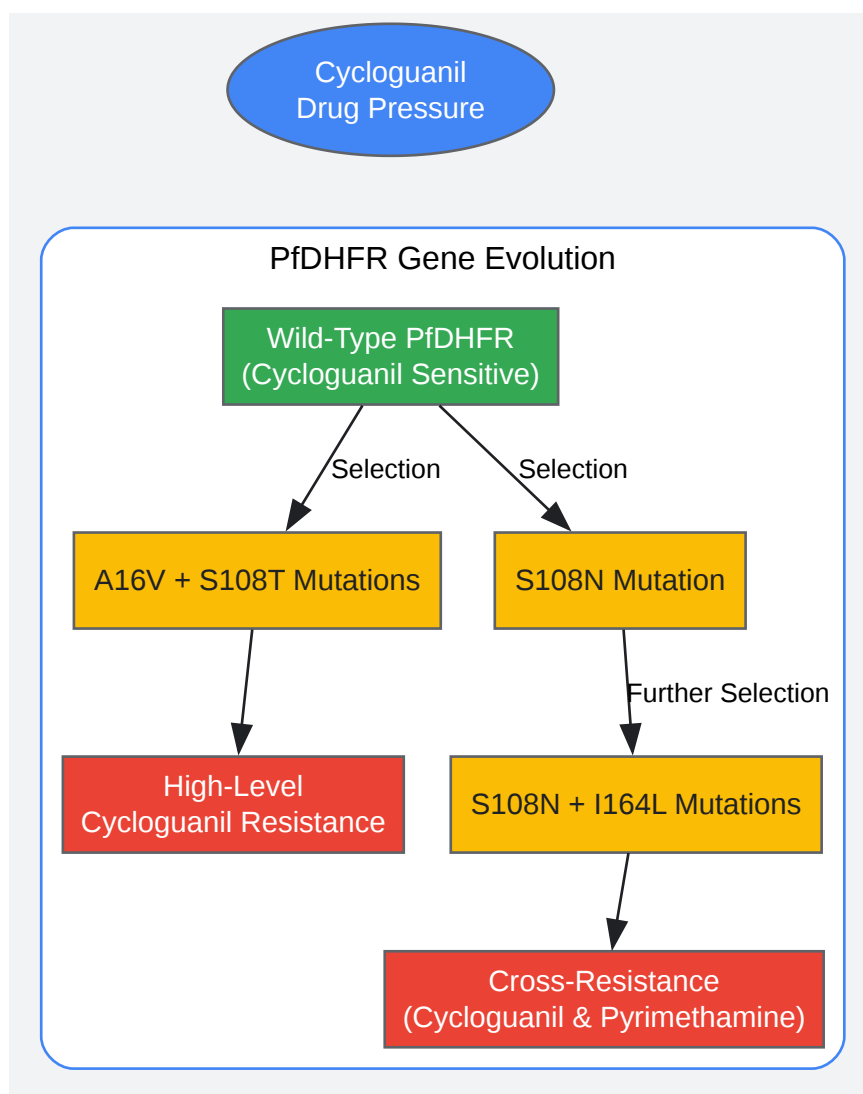 Cycloguanil
Drug Pressure
PfDHFR Gene Evolution
Wild-Type PfDHFR
(Cycloguanil Sensitive)
Selection
Selection
A16V + S108T Mutations
S108N Mutation
Further Selection
High-Level
Cycloguanil Resistance
S108N + I164L Mutations
Cross-Resistance
(Cycloguanil & Pyrimethamine)